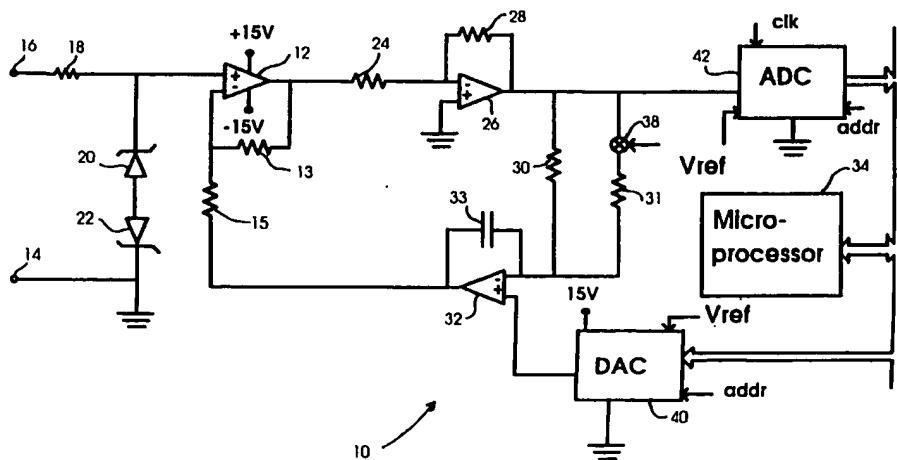 16
18
+15V
12
-15V
13
24
28
26
clk
42
ADC
addr
Vref
38
30
31
34
Micro-
processor
20
22
15
33
14
32
15V
Vref
DAC
addr
40
10